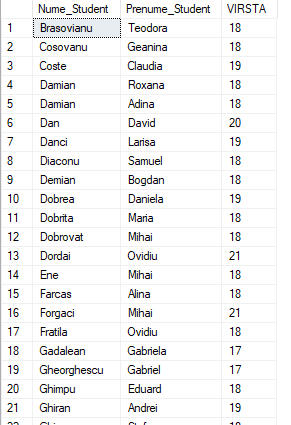 Nume_Student Prenume_Student VIRSTA
1 Brasovianu Teodora 18
2 Cosovanu Geanina 18
3 Coste Claudia 19
4 Damian Roxana 18
5 Damian Adina 18
6 Dan David 20
7 Danci Larisa 19
8 Diaconu Samuel 18
9 Demian Bogdan 18
10 Dobrea Daniela 19
11 Dobrita Maria 18
12 Dobrovat Mihai 18
13 Dordai Ovidiu 21
14 Ene Mihai 18
15 Farcas Alina 18
16 Forgaci Mihai 21
17 Fratila Ovidiu 18
18 Gadalean Gabriela 17
19 Gheorghescu Gabriel 17
20 Ghimpu Eduard 18
21 Ghiran Andrei 19